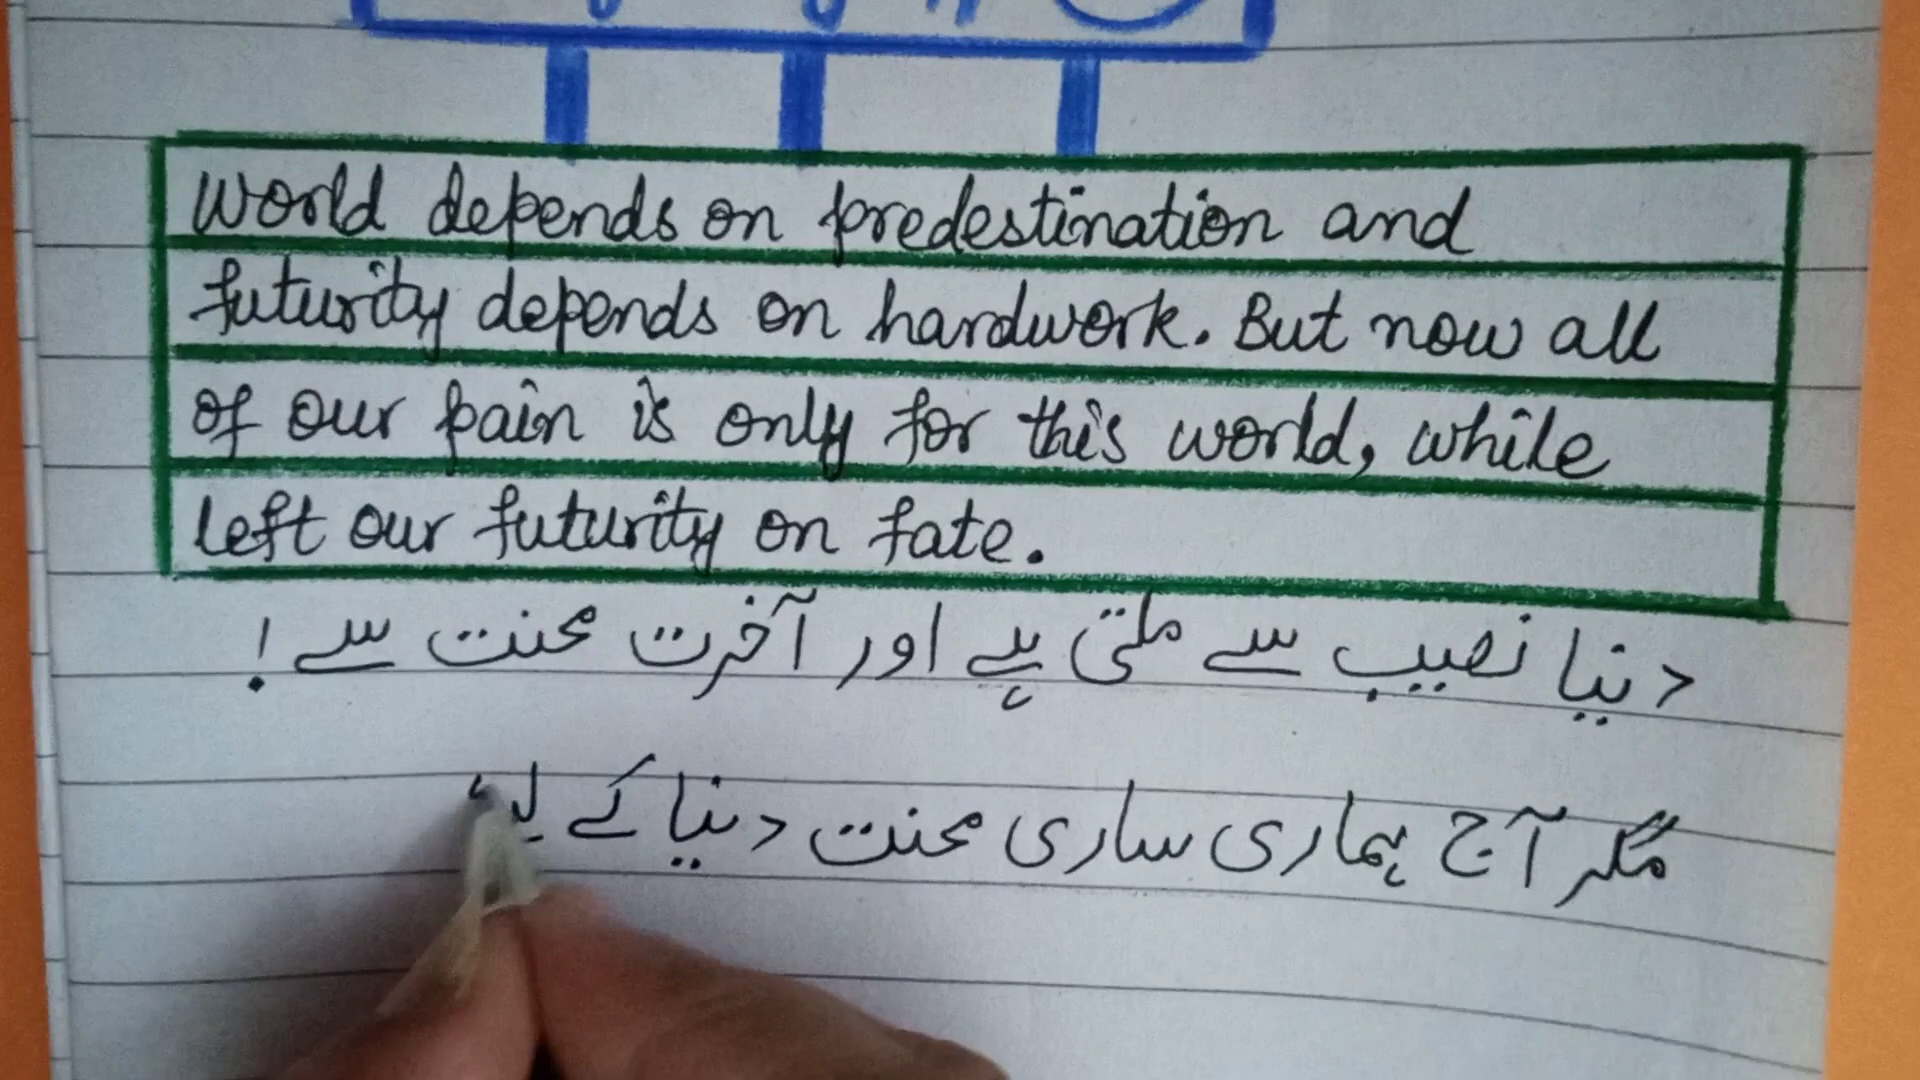 World depends on predestination and
futurity depends on hardwork. But now all
of our pain is only for this world, while
left our futurity on fate.
دنیا نصیب سے ملتی ہے اور آخرت محنت سے !
مگر آج ہماری ساری محنت دنیا کے لیۓ